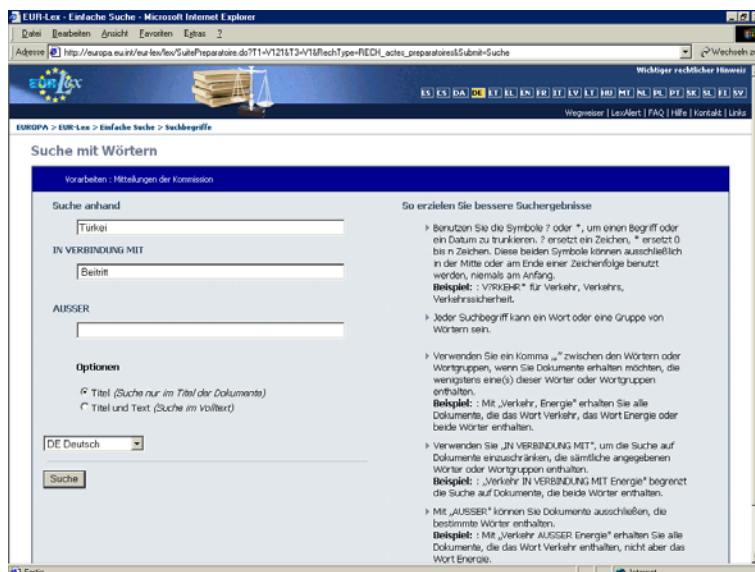 EUR-Lex - Einfache Suche - Microsoft Internet Explorer
Datei Bearbeiten Ansicht Favoriten Extras ?
Adresse http://europa.eu.int/eur-lex/lex/SuitePreparatoire.do?T1=V121&T3=V1&RechType=RECH_actes_preparatoires&Submit=Suche Wechseln z
Wichtiger rechtlicher Hinweis
EUR Lex
ES CS DA DE ET EL EN FR IT LV LT HU MT NL PL PT SK SL FI SV
Wegweiser | LexAlert | FAQ | Hilfe | Kontakt | Links
EUROPA > EUR-Lex > Einfache Suche > Suchbegriffe
Suche mit Wörtern
Vorarbeiten : Mitteilungen der Kommission
Suche anhand
Türkei
IN VERBINDUNG MIT
Beitritt
AUSSER
Optionen
Titel (Suche nur im Titel der Dokumente)
Titel und Text (Suche im Volltext)
DE Deutsch
Suche
So erzielen Sie bessere Suchergebnisse
Benutzen Sie die Symbole ? oder *, um einen Begriff oder
ein Datum zu trunkieren. ? ersetzt ein Zeichen, * ersetzt 0
bis n Zeichen. Diese beiden Symbole können ausschließlich
in der Mitte oder am Ende einer Zeichenfolge benutzt
werden, niemals am Anfang.
Beispiel: : V?RKEHR* für Verkehr, Verkehrs,
Verkehrssicherheit.
Jeder Suchbegriff kann ein Wort oder eine Gruppe von
Wörtern sein.
Verwenden Sie ein Komma „,“ zwischen den Wörtern oder
Wortgruppen, wenn Sie Dokumente erhalten möchten, die
wenigstens eine(s) dieser Wörter oder Wortgruppen
enthalten.
Beispiel: : Mit „Verkehr, Energie" erhalten Sie alle
Dokumente, die das Wort Verkehr, das Wort Energie oder
beide Wörter enthalten.
Verwenden Sie „IN VERBINDUNG MIT", um die Suche auf
Dokumente einzuschränken, die sämtliche angegebenen
Wörter oder Wortgruppen enthalten.
Beispiel: : „Verkehr IN VERBINDUNG MIT Energie" begrenzt
die Suche auf Dokumente, die beide Wörter enthalten.
Mit „AUSSER" können Sie Dokumente ausschließen, die
bestimmte Wörter enthalten.
Beispiel: : Mit „Verkehr AUSSER Energie" erhalten Sie alle
Dokumente, die das Wort Verkehr enthalten, nicht aber das
Wort Energie.
Fertig Internet